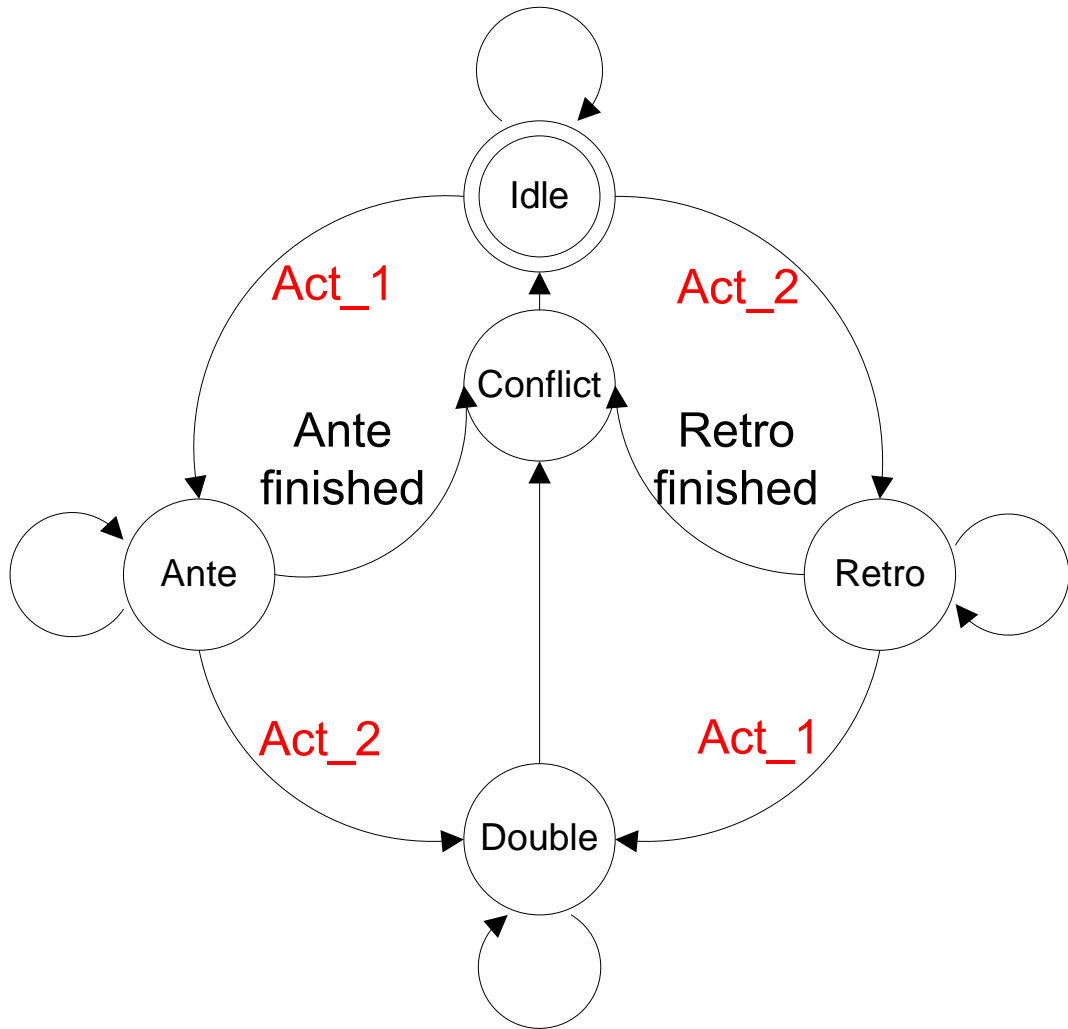 Idle
Act_1
Act_2
Conflict
Ante
finished
Retro
finished
Ante
Retro
Act_2
Act_1
Double